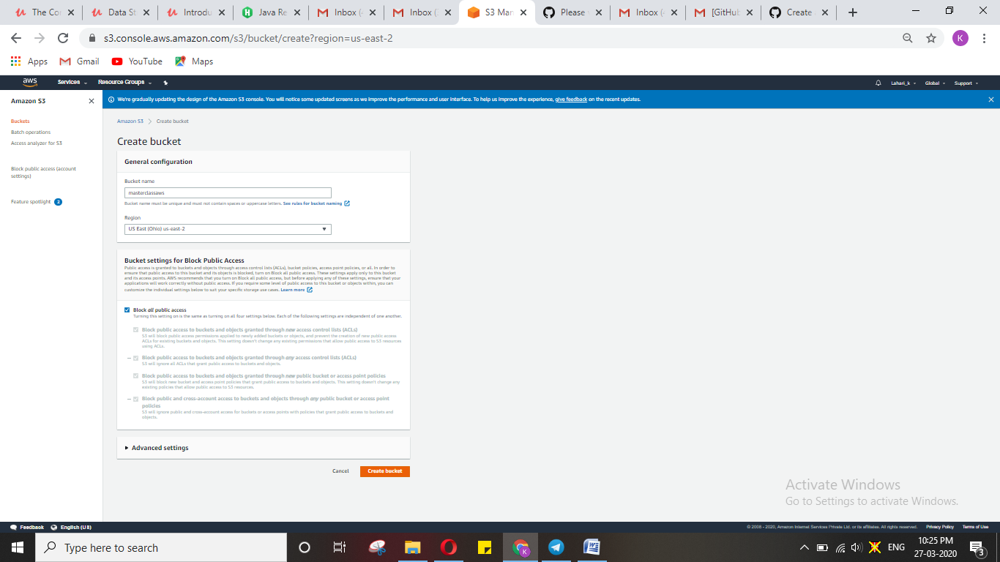 The Co
Data St
Introdu
Java Re
Inbox (
Inbox (
S3 Man
Please
Inbox (
[GitHub
Create
s3.console.aws.amazon.com/s3/bucket/create?region=us-east-2
K
Apps
Gmail
YouTube
Maps
aws
Services
Resource Groups
Lahari_k
Global
Support
Amazon S3
We're gradually updating the design of the Amazon S3 console. You will notice some updated screens as we improve the performance and user interface. To help us improve the experience, give feedback on the recent updates.
Buckets
Batch operations
Access analyzer for S3
Block public access (account
settings)
Feature spotlight 2
Amazon S3 > Create bucket
Create bucket
General configuration
Bucket name
masterclassaws
Bucket name must be unique and must not contain spaces or uppercase letters. See rules for bucket naming
Region
US East (Ohio) us-east-2
Bucket settings for Block Public Access
Public access is granted to buckets and objects through access control lists (ACLs), bucket policies, access point policies, or all. In order to
ensure that public access to this bucket and its objects is blocked, turn on Block all public access. These settings apply only to this bucket
and its access points. AWS recommends that you turn on Block all public access, but before applying any of these settings, ensure that your
applications will work correctly without public access. If you require some level of public access to this bucket or objects within, you can
customize the individual settings below to suit your specific storage use cases. Learn more
Block all public access
Turning this setting on is the same as turning on all four settings below. Each of the following settings are independent of one another.
Block public access to buckets and objects granted through new access control lists (ACLs)
S3 will block public access permissions applied to newly added buckets or objects, and prevent the creation of new public access
ACLs for existing buckets and objects. This setting doesn't change any existing permissions that allow public access to S3 resources
using ACLs.
Block public access to buckets and objects granted through any access control lists (ACLs)
S3 will ignore all ACLs that grant public access to buckets and objects.
Block public access to buckets and objects granted through new public bucket or access point policies
S3 will block new bucket and access point policies that grant public access to buckets and objects. This setting doesn't change any
existing policies that allow public access to S3 resources.
Block public and cross-account access to buckets and objects through any public bucket or access point
policies
S3 will ignore public and cross-account access for buckets or access points with policies that grant public access to buckets and
objects.
Advanced settings
Cancel
Create bucket
Activate Windows
Go to Settings to activate Windows.
Feedback
English (US)
© 2008 - 2020, Amazon Internet Services Private Ltd. or its affiliates. All rights reserved.
Privacy Policy
Terms of Use
Type here to search
ENG
10:25 PM
27-03-2020
3